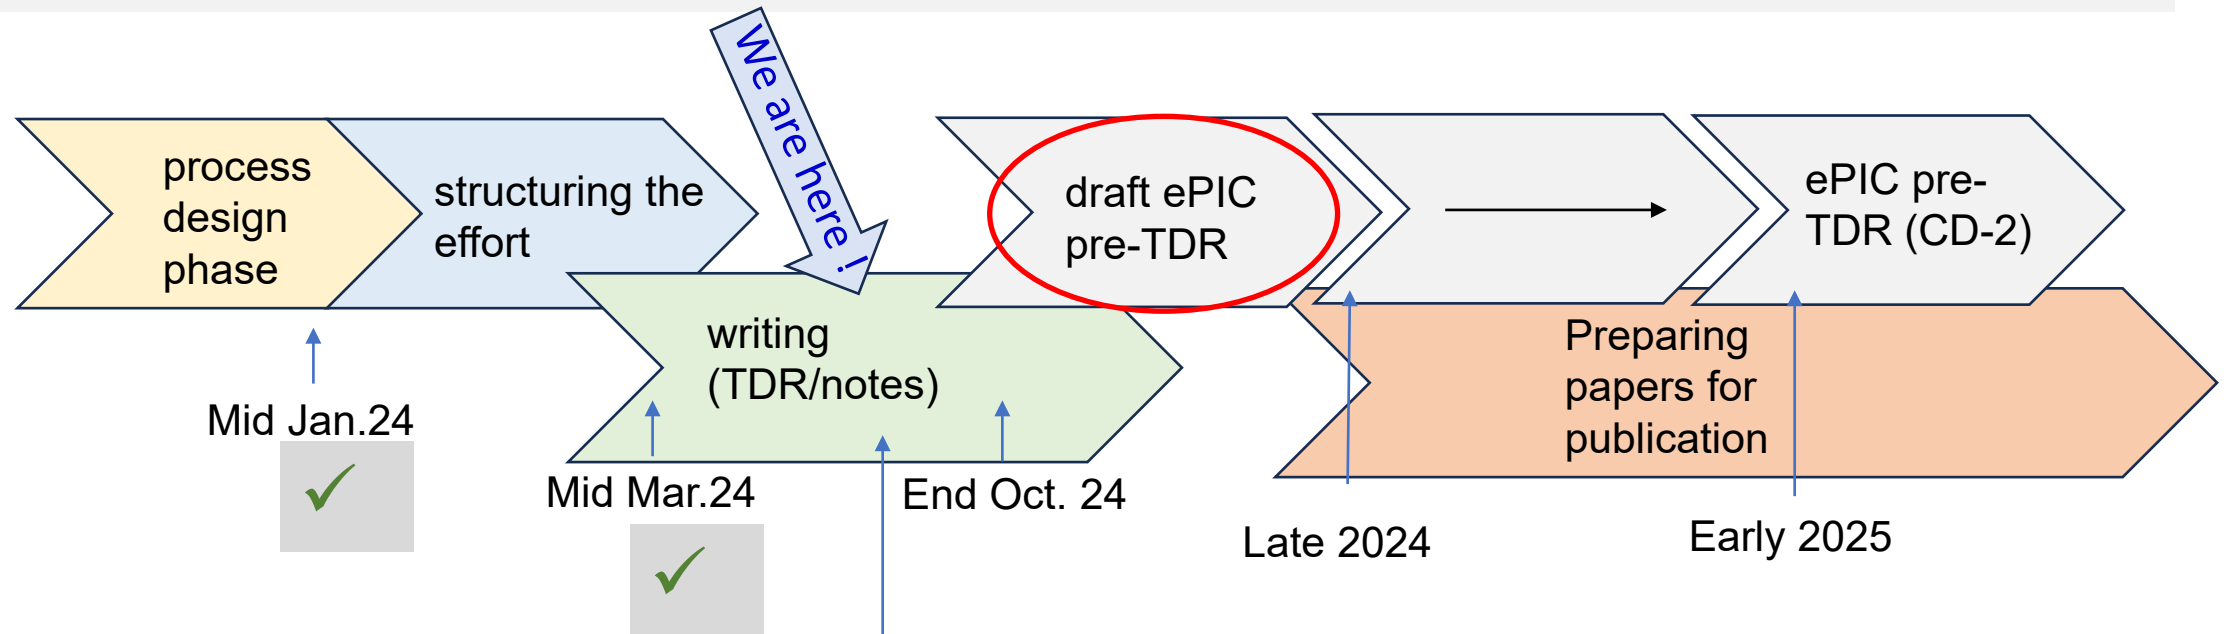 We are here !
process
design
phase
structuring the
effort
draft ePIC
pre-TDR
ePIC pre-
TDR (CD-2)
writing
(TDR/notes)
Preparing
papers for
publication
Mid Jan.24
Mid Mar.24
End Oct. 24
Late 2024
Early 2025